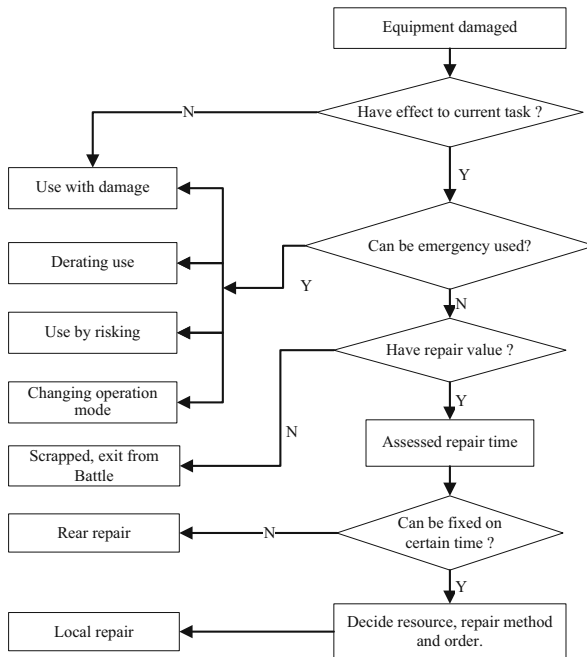 Equipment damaged
Have effect to current task ?
N
Y
Use with damage
Can be emergency used?
Derating use
Y
N
Use by risking
Have repair value ?
Changing operation
mode
Y
N
Assessed repair time
Scrapped, exit from
Battle
Can be fixed on
certain time ?
Rear repair
N
Y
Decide resource, repair method
and order.
Local repair